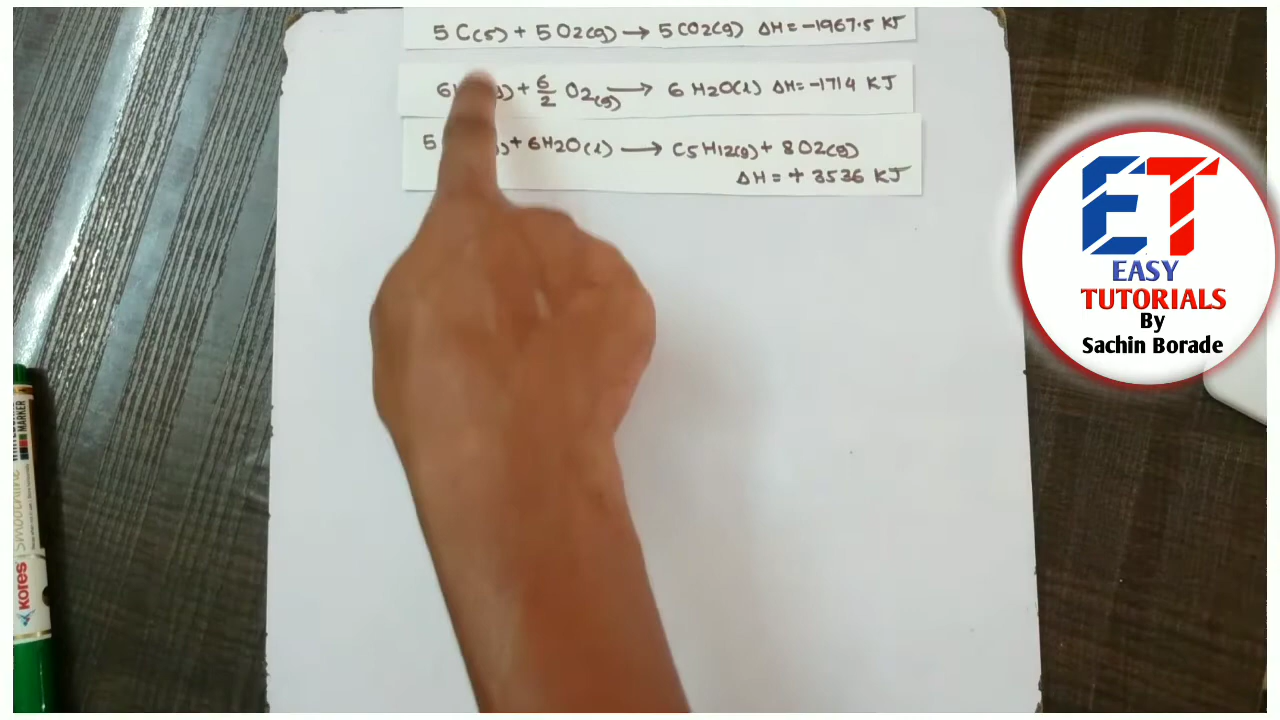 5 C(s) + 5 O2(g) → 5 CO2(g) ΔH = -1967.5 KJ
+ 6/2 O2(g) → 6 H2O(l) ΔH = -1714 KJ
5 + 6H2O(l) → C5H12(g) + 8 O2(g)
ΔH = + 3536 KJ
ET
EASY
TUTORIALS
By
Sachin Borade
KORES
Smoothline
MARKER